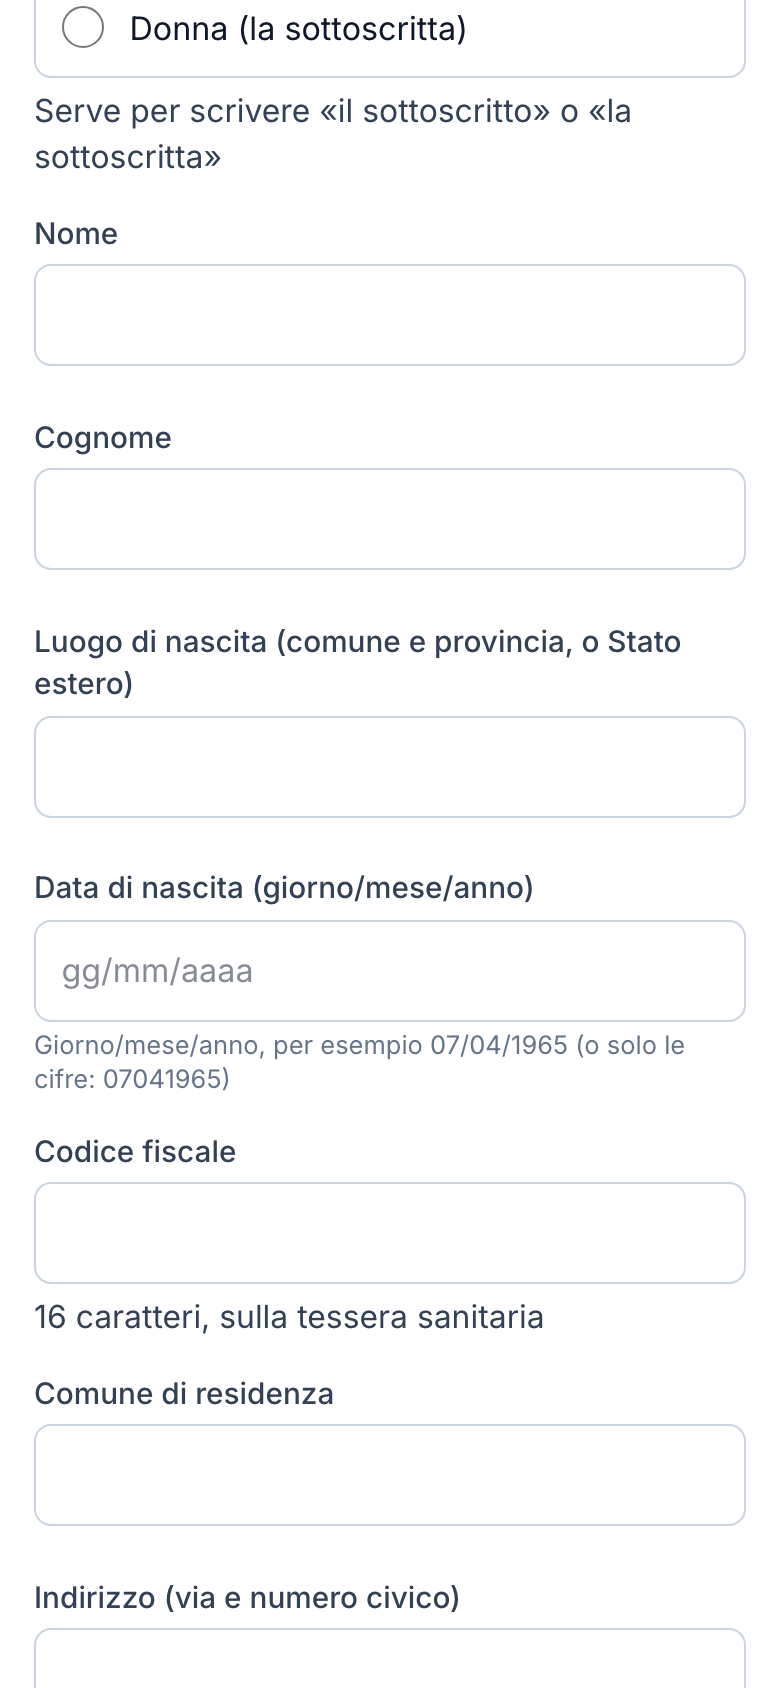 Donna (la sottoscritta)
Serve per scrivere «il sottoscritto» o «la
sottoscritta»
Nome
Cognome
Luogo di nascita (comune e provincia, o Stato
estero)
Data di nascita (giorno/mese/anno)
gg/mm/aaaa
Giorno/mese/anno, per esempio 07/04/1965 (o solo le
cifre: 07041965)
Codice fiscale
16 caratteri, sulla tessera sanitaria
Comune di residenza
Indirizzo (via e numero civico)